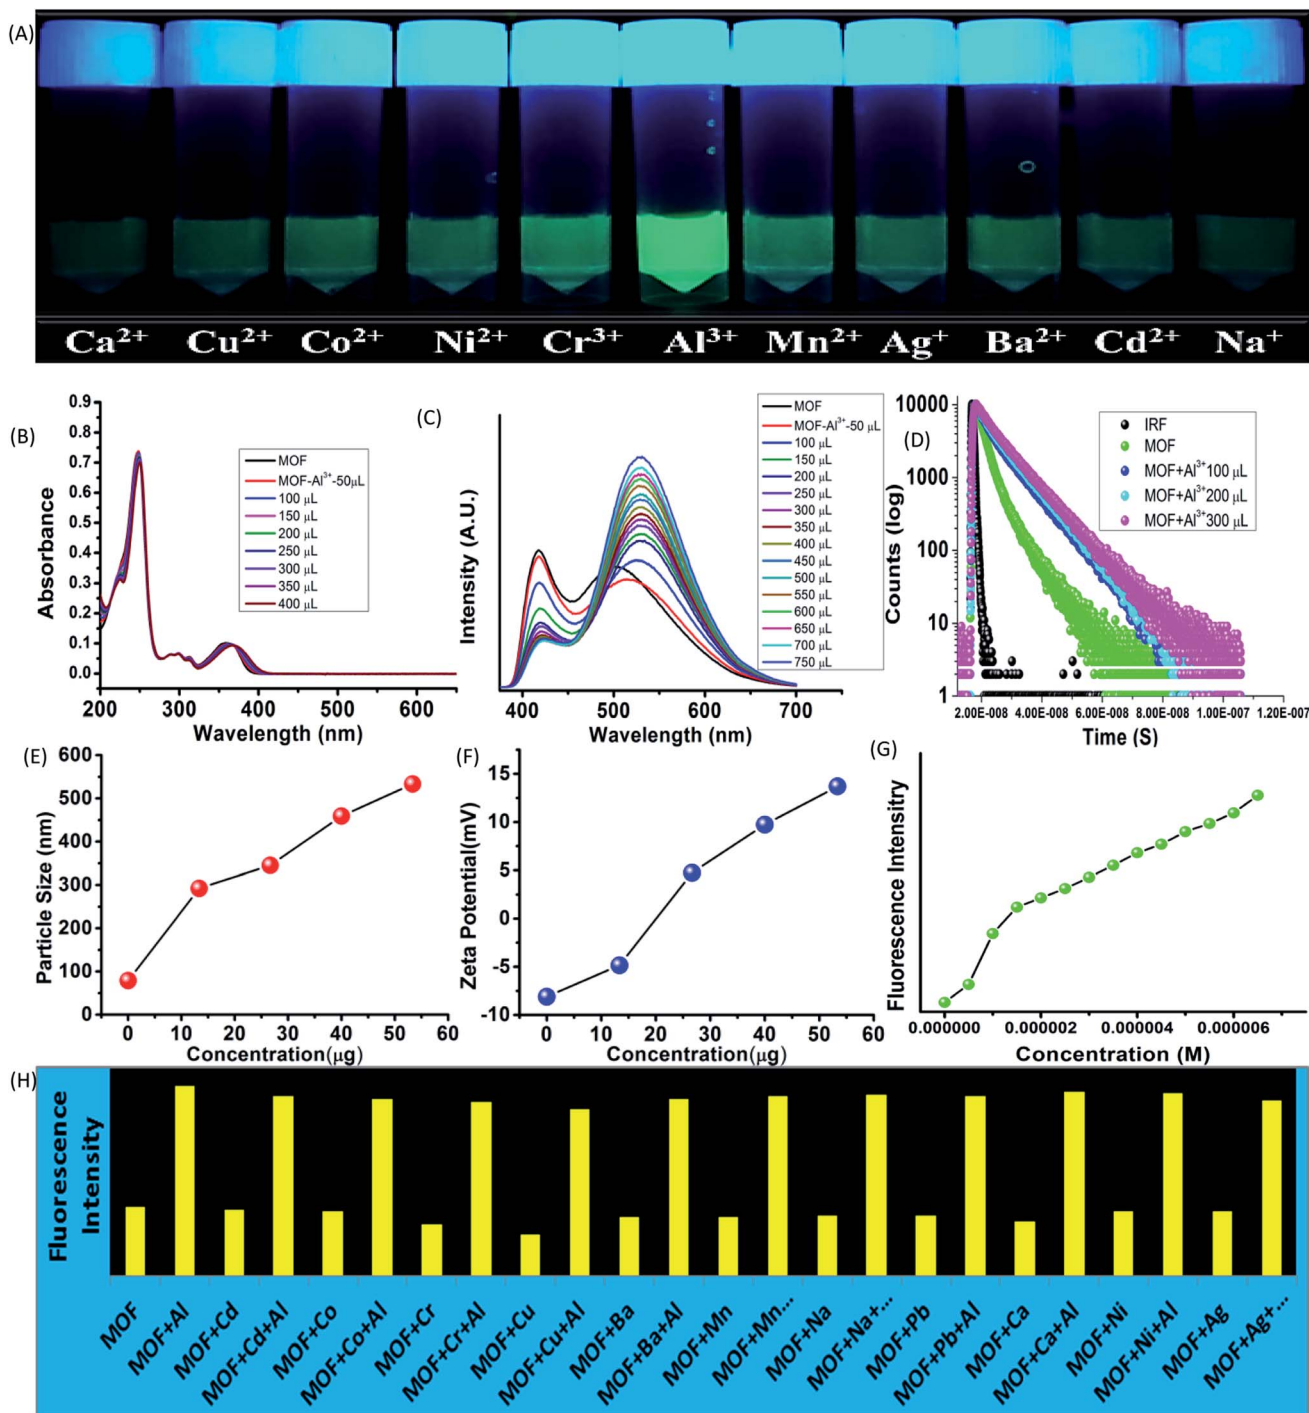 (A)
Ca²⁺ Cu²⁺ Co²⁺ Ni²⁺ Cr³⁺ Al³⁺ Mn²⁺ Ag⁺ Ba²⁺ Cd²⁺ Na⁺
(B)
Absorbance
0.9
0.8
0.7
0.6
0.5
0.4
0.3
0.2
0.1
0.0
200 300 400 500 600
Wavelength (nm)
MOF
MOF-Al³⁺-50μL
100 μL
150 μL
200 μL
250 μL
300 μL
350 μL
400 μL
(C)
Intensity (A.U.)
400 500 600 700
Wavelength (nm)
MOF
MOF-Al³⁺-50 μL
100 μL
150 μL
200 μL
250 μL
300 μL
350 μL
400 μL
450 μL
500 μL
550 μL
600 μL
650 μL
700 μL
750 μL
(D)
Counts (log)
10000
1000
100
10
1
2.00E-008 4.00E-008 6.00E-008 8.00E-008 1.00E-007 1.20E-007
Time (S)
IRF
MOF
MOF+Al³⁺100 μL
MOF+Al³⁺200 μL
MOF+Al³⁺300 μL
(E)
Particle Size (nm)
600
500
400
300
200
100
0
0 10 20 30 40 50 60
Concentration(μg)
(F)
Zeta Potential(mV)
15
10
5
0
-5
-10
0 10 20 30 40 50 60
Concentration(μg)
(G)
Fluorescence Intensitry
0.0000000 0.000002 0.000004 0.000006
Concentration (M)
(H)
Fluorescence
Intensity
MOF
MOF+Al
MOF+Cd
MOF+Cd+Al
MOF+Co
MOF+Co+Al
MOF+Cr
MOF+Cr+Al
MOF+Cu
MOF+Cu+Al
MOF+Ba
MOF+Ba+Al
MOF+Mn
MOF+Mn...
MOF+Na
MOF+Na+...
MOF+Pb
MOF+Pb+Al
MOF+Ca
MOF+Ca+Al
MOF+Ni
MOF+Ni+Al
MOF+Ag
MOF+Ag+...